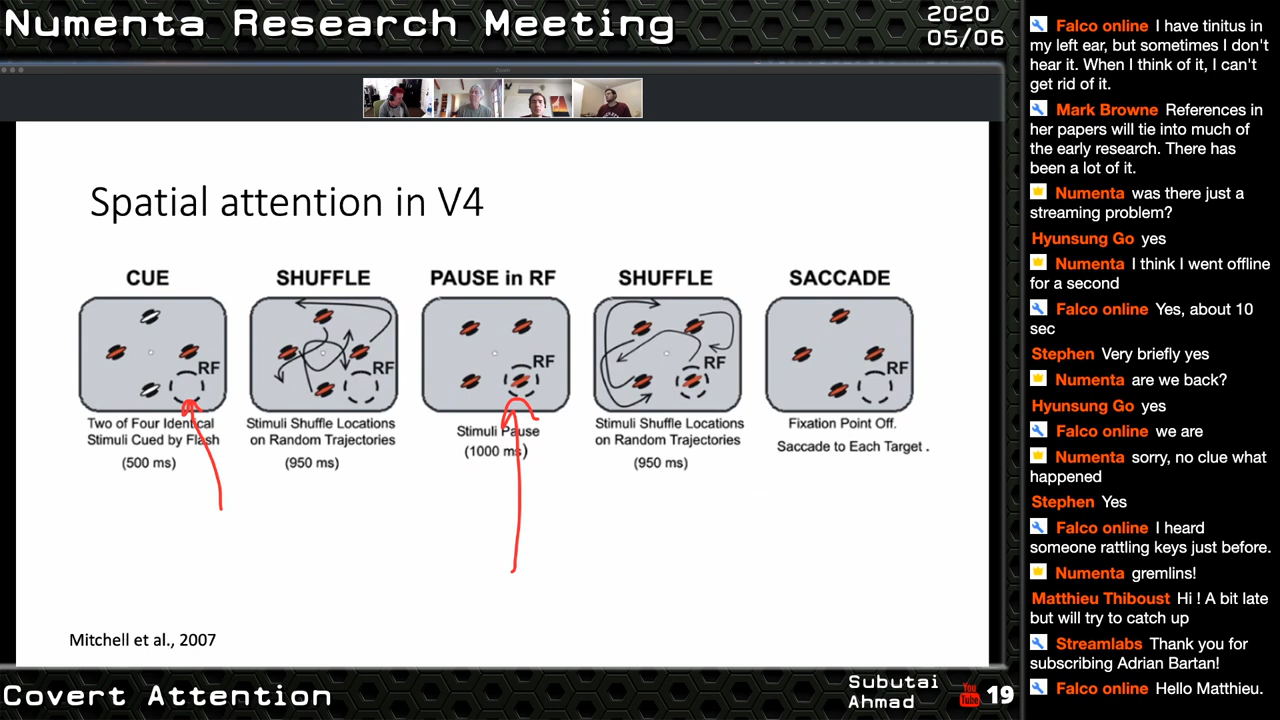 Numenta Research Meeting
2020
05/06
Zoom
Spatial attention in V4
CUE
SHUFFLE
PAUSE in RF
SHUFFLE
SACCADE
RF
RF
RF
RF
RF
Two of Four Identical
Stimuli Cued by Flash
(500 ms)
Stimuli Shuffle Locations
on Random Trajectories
(950 ms)
Stimuli Pause
(1000 ms)
Stimuli Shuffle Locations
on Random Trajectories
(950 ms)
Fixation Point Off.
Saccade to Each Target .
Mitchell et al., 2007
Covert Attention
Subutai
Ahmad
You
Tube
19
Falco online I have tinitus in
my left ear, but sometimes I don't
hear it. When I think of it, I can't
get rid of it.
Mark Browne References in
her papers will tie into much of
the early research. There has
been a lot of it.
Numenta was there just a
streaming problem?
Hyunsung Go yes
Numenta I think I went offline
for a second
Falco online Yes, about 10
sec
Stephen Very briefly yes
Numenta are we back?
Hyunsung Go yes
Falco online we are
Numenta sorry, no clue what
happened
Stephen Yes
Falco online I heard
someone rattling keys just before.
Numenta gremlins!
Matthieu Thiboust Hi ! A bit late
but will try to catch up
Streamlabs Thank you for
subscribing Adrian Bartan!
Falco online Hello Matthieu.